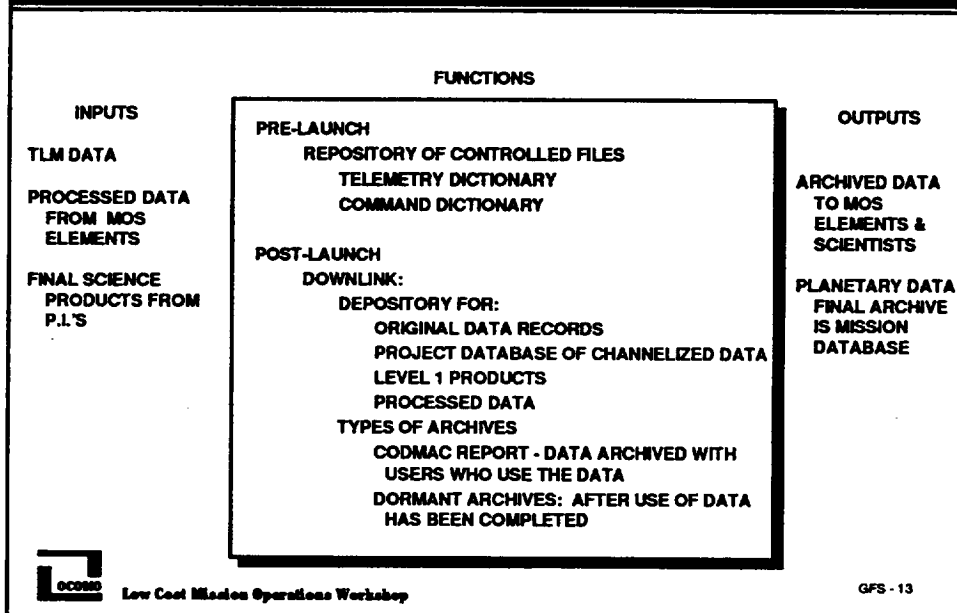 FUNCTIONS
INPUTS
TLM DATA
PROCESSED DATA
FROM MOS
ELEMENTS
FINAL SCIENCE
PRODUCTS FROM
P.I.'S
PRE-LAUNCH
REPOSITORY OF CONTROLLED FILES
TELEMETRY DICTIONARY
COMMAND DICTIONARY
POST-LAUNCH
DOWNLINK:
DEPOSITORY FOR:
ORIGINAL DATA RECORDS
PROJECT DATABASE OF CHANNELIZED DATA
LEVEL 1 PRODUCTS
PROCESSED DATA
TYPES OF ARCHIVES
CODMAC REPORT - DATA ARCHIVED WITH
USERS WHO USE THE DATA
DORMANT ARCHIVES: AFTER USE OF DATA
HAS BEEN COMPLETED
OUTPUTS
ARCHIVED DATA
TO MOS
ELEMENTS &
SCIENTISTS
PLANETARY DATA
FINAL ARCHIVE
IS MISSION
DATABASE
OCOMO
Low Cost Mission Operations Workshop
GFS - 13